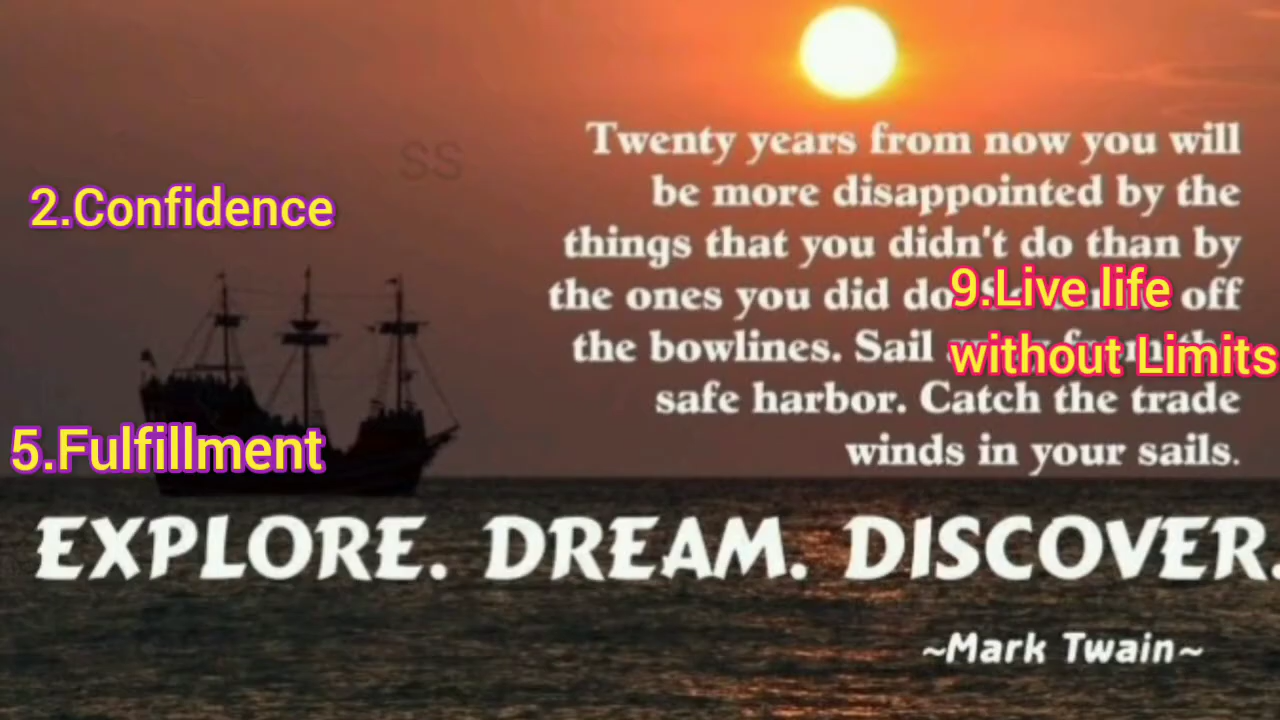 SS
2.Confidence
5.Fulfillment
Twenty years from now you will
be more disappointed by the
things that you didn't do than by
the ones you did do off
the bowlines. Sail
safe harbor. Catch the trade
winds in your sails.
9.Live life
without Limits
EXPLORE. DREAM. DISCOVER.
~Mark Twain~